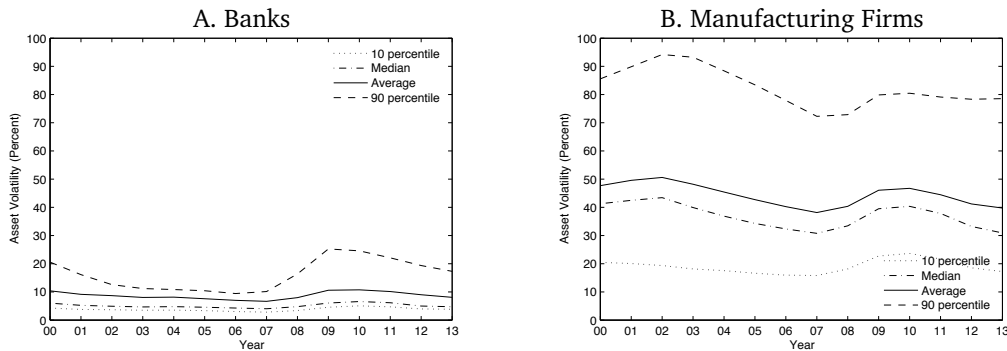 A. Banks
100
90
80
70
60
50
40
30
20
10
0
Asset Volatility (Percent)
00 01 02 03 04 05 06 07 08 09 10 11 12 13
Year
10 percentile
Median
Average
90 percentile
B. Manufacturing Firms
100
90
80
70
60
50
40
30
20
10
0
Asset Volatility (Percent)
00 01 02 03 04 05 06 07 08 09 10 11 12 13
Year
10 percentile
Median
Average
90 percentile